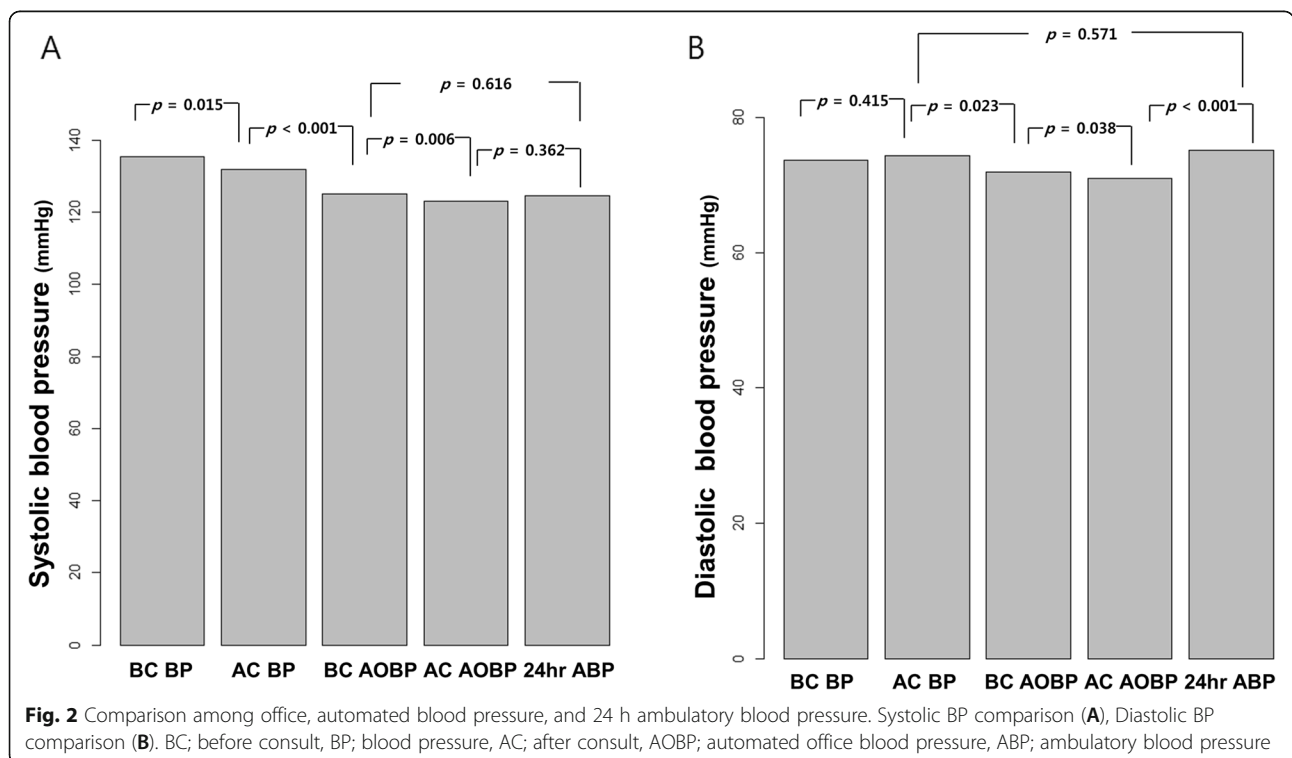 A
p = 0.616
p = 0.015
p < 0.001
p = 0.006
p = 0.362
Systolic blood pressure (mmHg)
140
120
100
80
60
40
20
0
BC BP
AC BP
BC AOBP
AC AOBP
24hr ABP
B
p = 0.571
p = 0.415
p = 0.023
p = 0.038
p < 0.001
Diastolic blood pressure (mmHg)
80
60
40
20
0
BC BP
AC BP
BC AOBP
AC AOBP
24hr ABP
Fig. 2 Comparison among office, automated blood pressure, and 24 h ambulatory blood pressure. Systolic BP comparison (A), Diastolic BP
comparison (B). BC; before consult, BP; blood pressure, AC; after consult, AOBP; automated office blood pressure, ABP; ambulatory blood pressure